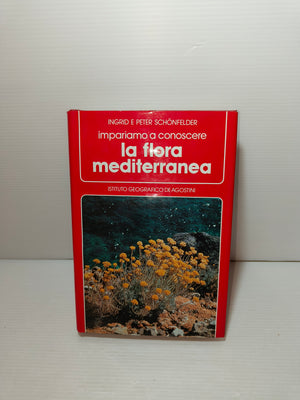 INGRID E PETER SCHÖNFELDER
impariamo a conoscere
la flora
mediterranea
ISTITUTO GEOGRAFICO DE AGOSTINI